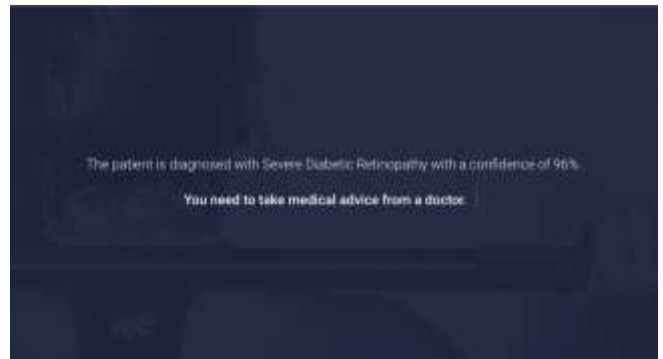 The patient is diagnosed with Severe Diabetic Retinopathy with a confidence of 96%.
You need to take medical advice from a doctor.